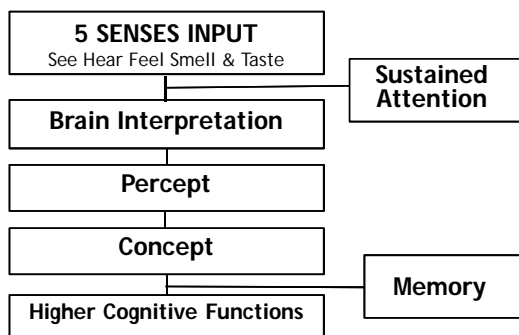 5 SENSES INPUT
See Hear Feel Smell & Taste
Sustained
Attention
Brain Interpretation
Percept
Concept
Memory
Higher Cognitive Functions